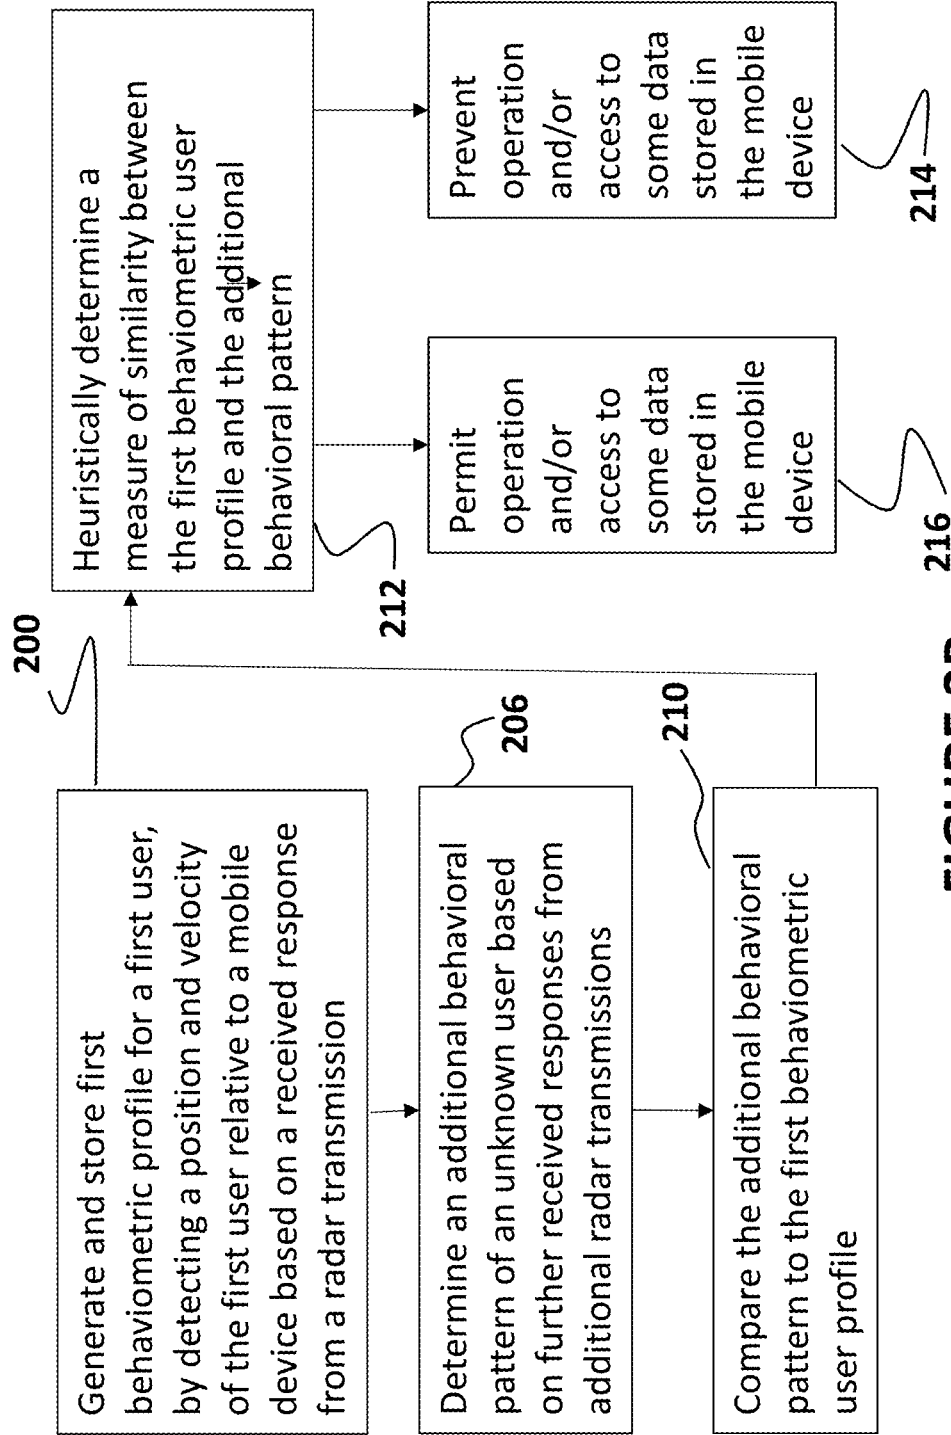 200
Generate and store first
behaviometric profile for a first user,
by detecting a position and velocity
of the first user relative to a mobile
device based on a received response
from a radar transmission
206
Determine an additional behavioral
pattern of an unknown user based
on further received responses from
additional radar transmissions
210
Compare the additional behavioral
pattern to the first behaviometric
user profile
Heuristically determine a
measure of similarity between
the first behaviometric user
profile and the additional
behavioral pattern
212
Permit
operation
and/or
access to
some data
stored in
the mobile
device
216
Prevent
operation
and/or
access to
some data
stored in
the mobile
device
214